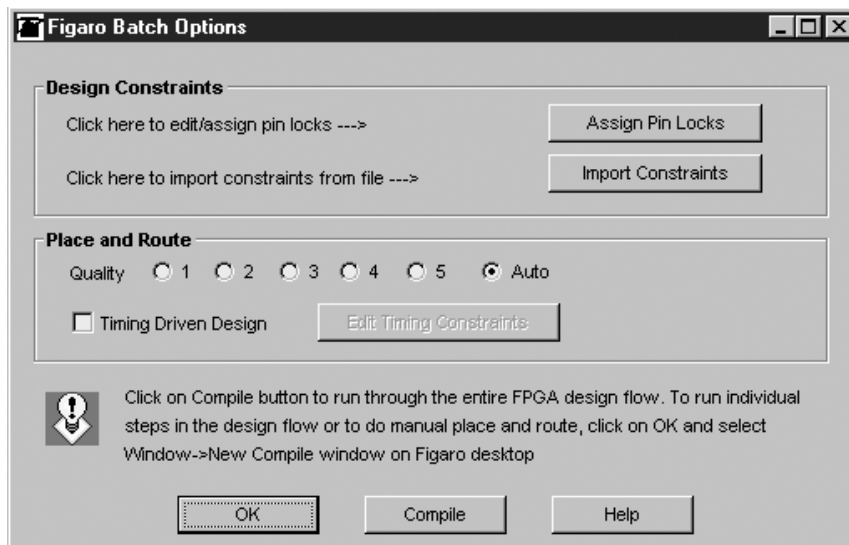 Figaro Batch Options
Design Constraints
Click here to edit/assign pin locks --->
Assign Pin Locks
Click here to import constraints from file --->
Import Constraints
Place and Route
Quality 1 2 3 4 5 Auto
Timing Driven Design
Edit Timing Constraints
Click on Compile button to run through the entire FPGA design flow. To run individual
steps in the design flow or to do manual place and route, click on OK and select
Window->New Compile window on Figaro desktop
OK
Compile
Help